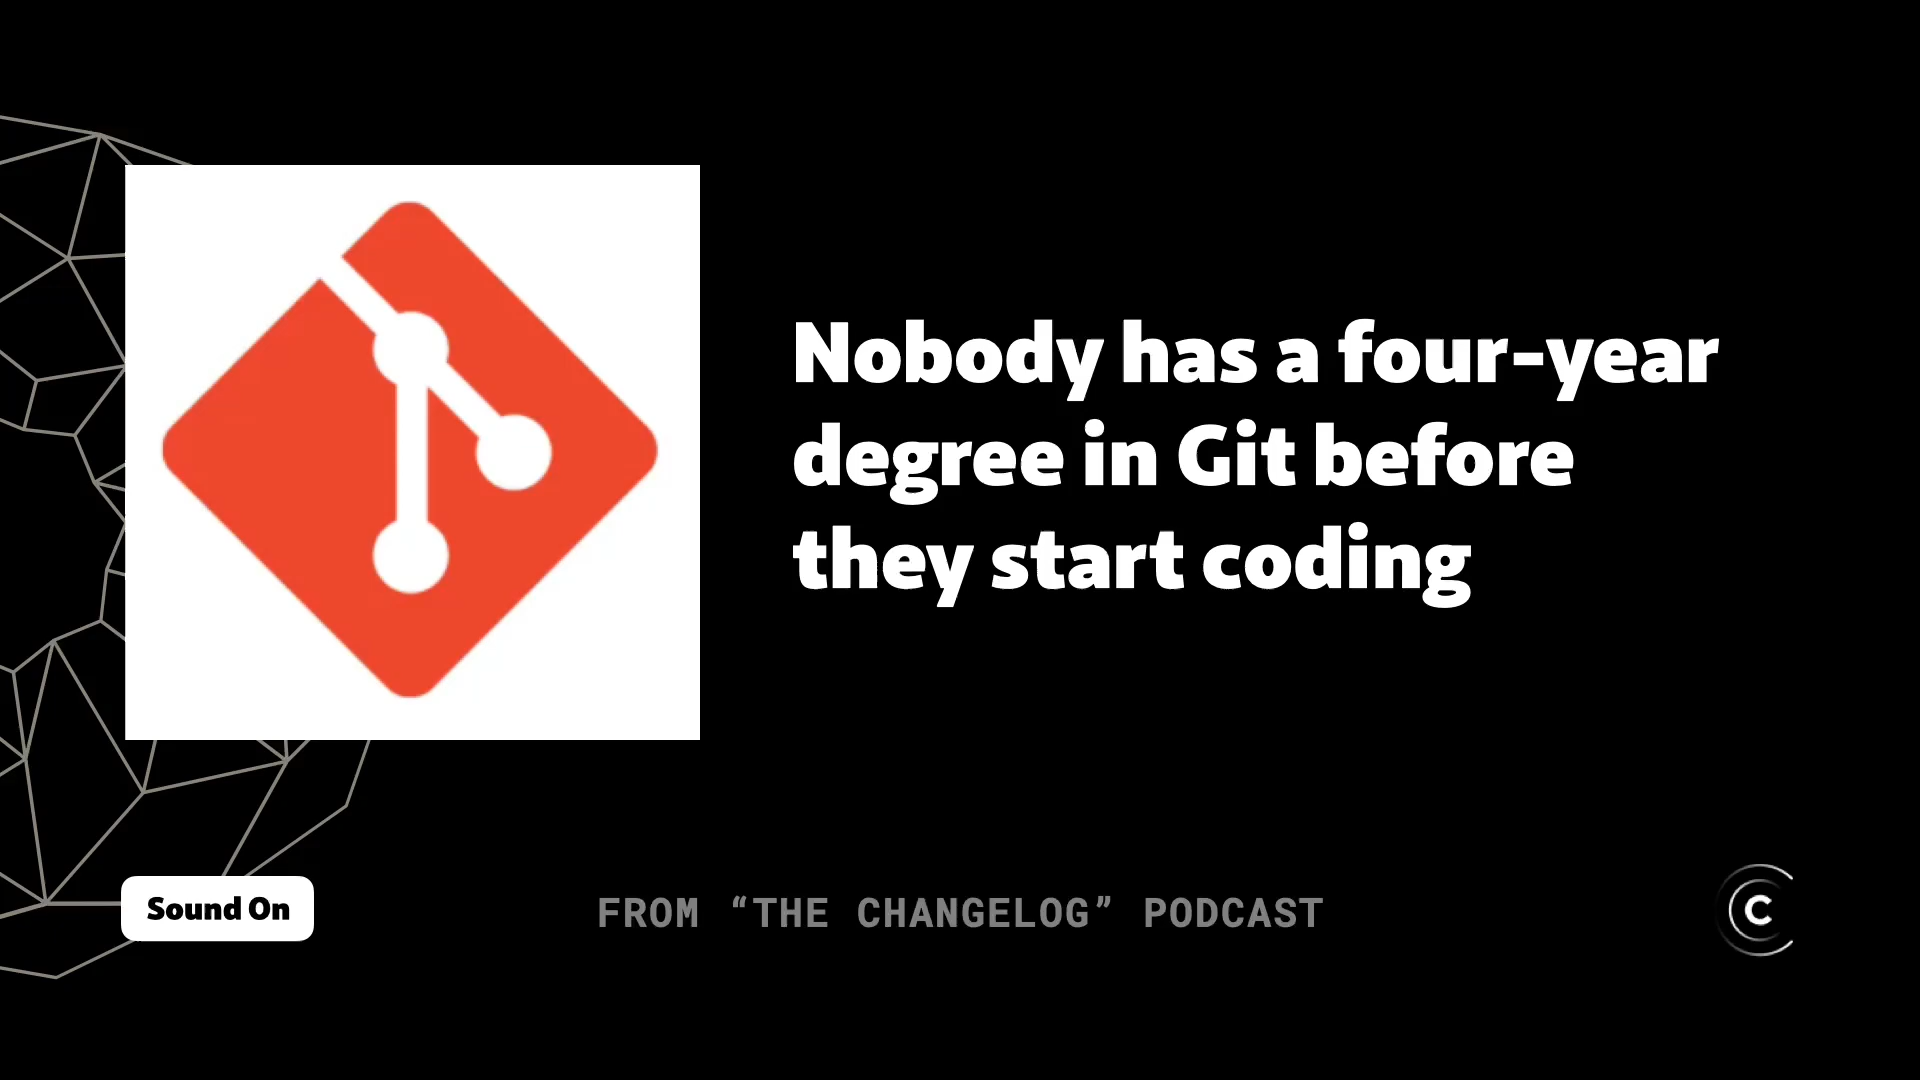 Nobody has a four-year
degree in Git before
they start coding
Sound On
FROM “THE CHANGELOG” PODCAST
C